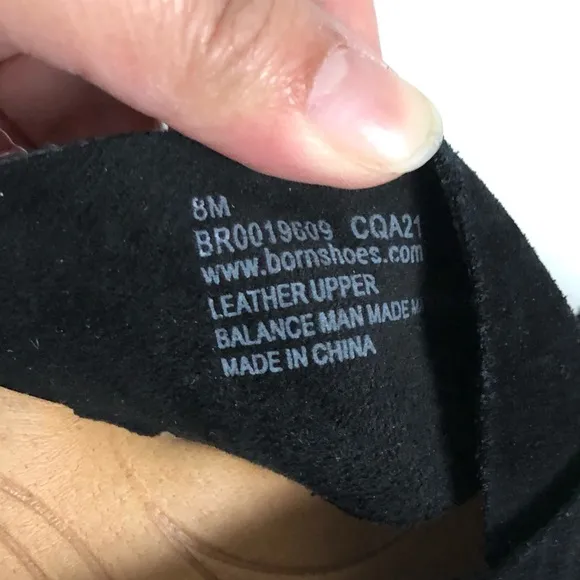 8M
BR0019609 CQA21
www.bornshoes.com
LEATHER UPPER
BALANCE MAN MADE M
MADE IN CHINA